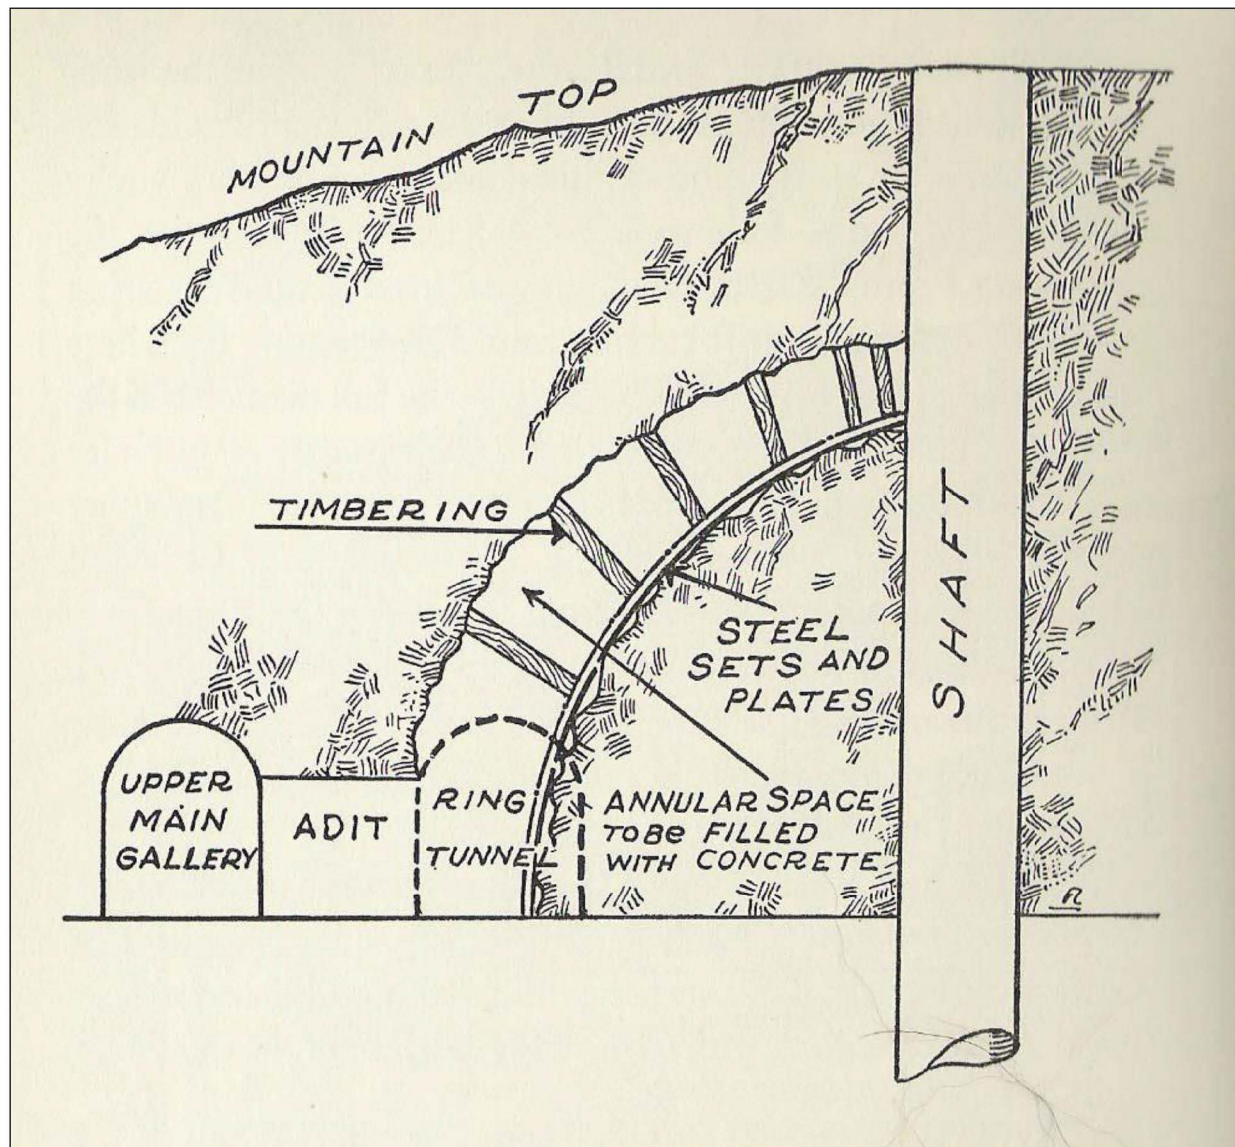 MOUNTAIN TOP
TIMBERING
SHAFT
STEEL
SETS AND
PLATES
UPPER
MAIN
GALLERY
ADIT
RING
TUNNEL
ANNULAR SPACE
TO Be FILLED
WITH CONCRETE